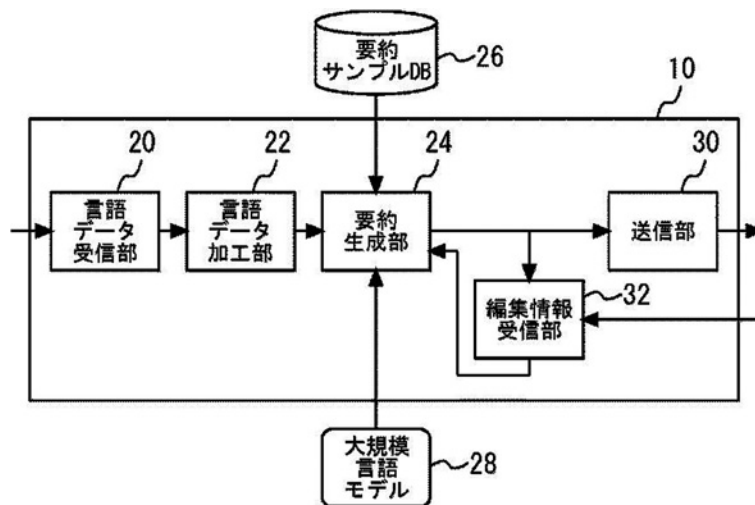 要約
サンプルDB
26
10
20
22
24
30
言語
データ
受信部
言語
データ
加工部
要約
生成部
送信部
32
編集情報
受信部
大規模
言語
モデル
28